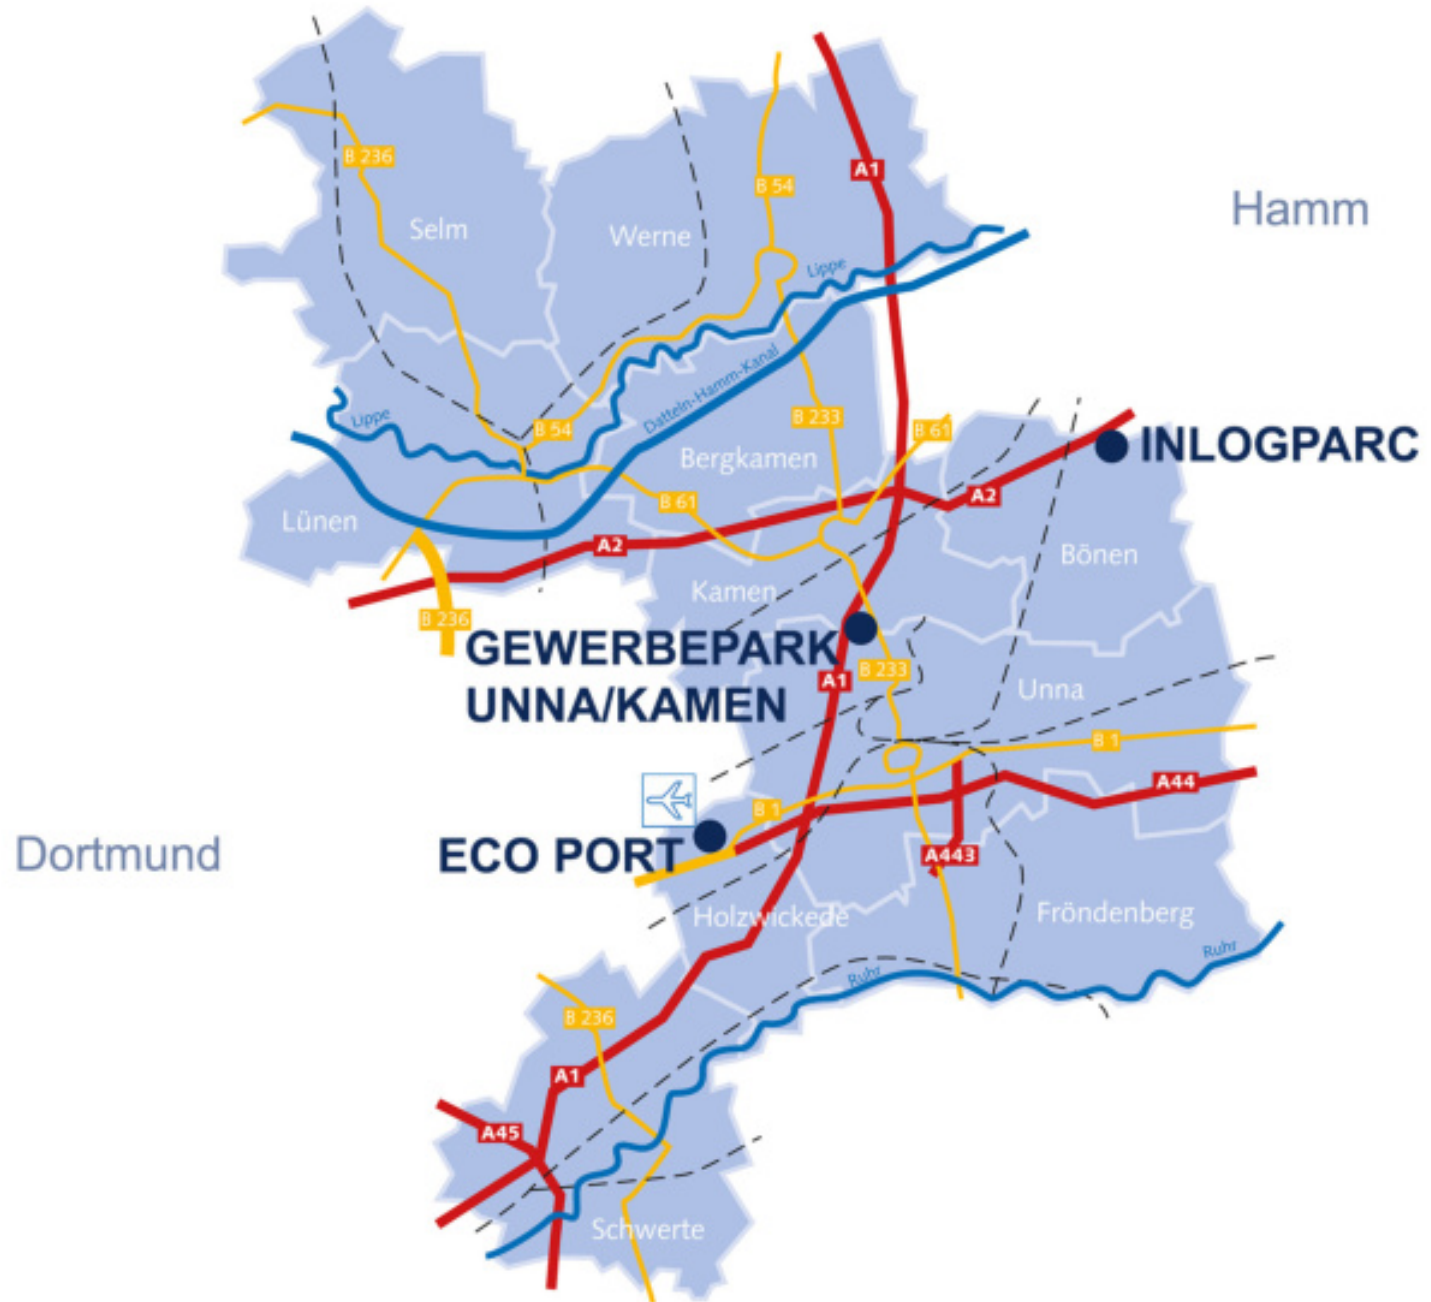 B 236
A1
B 54
Hamm
Selm
Werne
Lippe
Datteln-Hamm-Kanal
Lippe
B 54
B 233
B 61
INLOGPARC
Bergkamen
B 61
A2
Lünen
A2
Bönen
Kamen
B 236
GEWERBEPARK
UNNA/KAMEN
A1
B 233
Unna
B 1
A44
B 1
Dortmund
ECO PORT
A443
Holzwickede
Fröndenberg
Ruhr
Ruhr
B 236
A1
A45
Schwerte